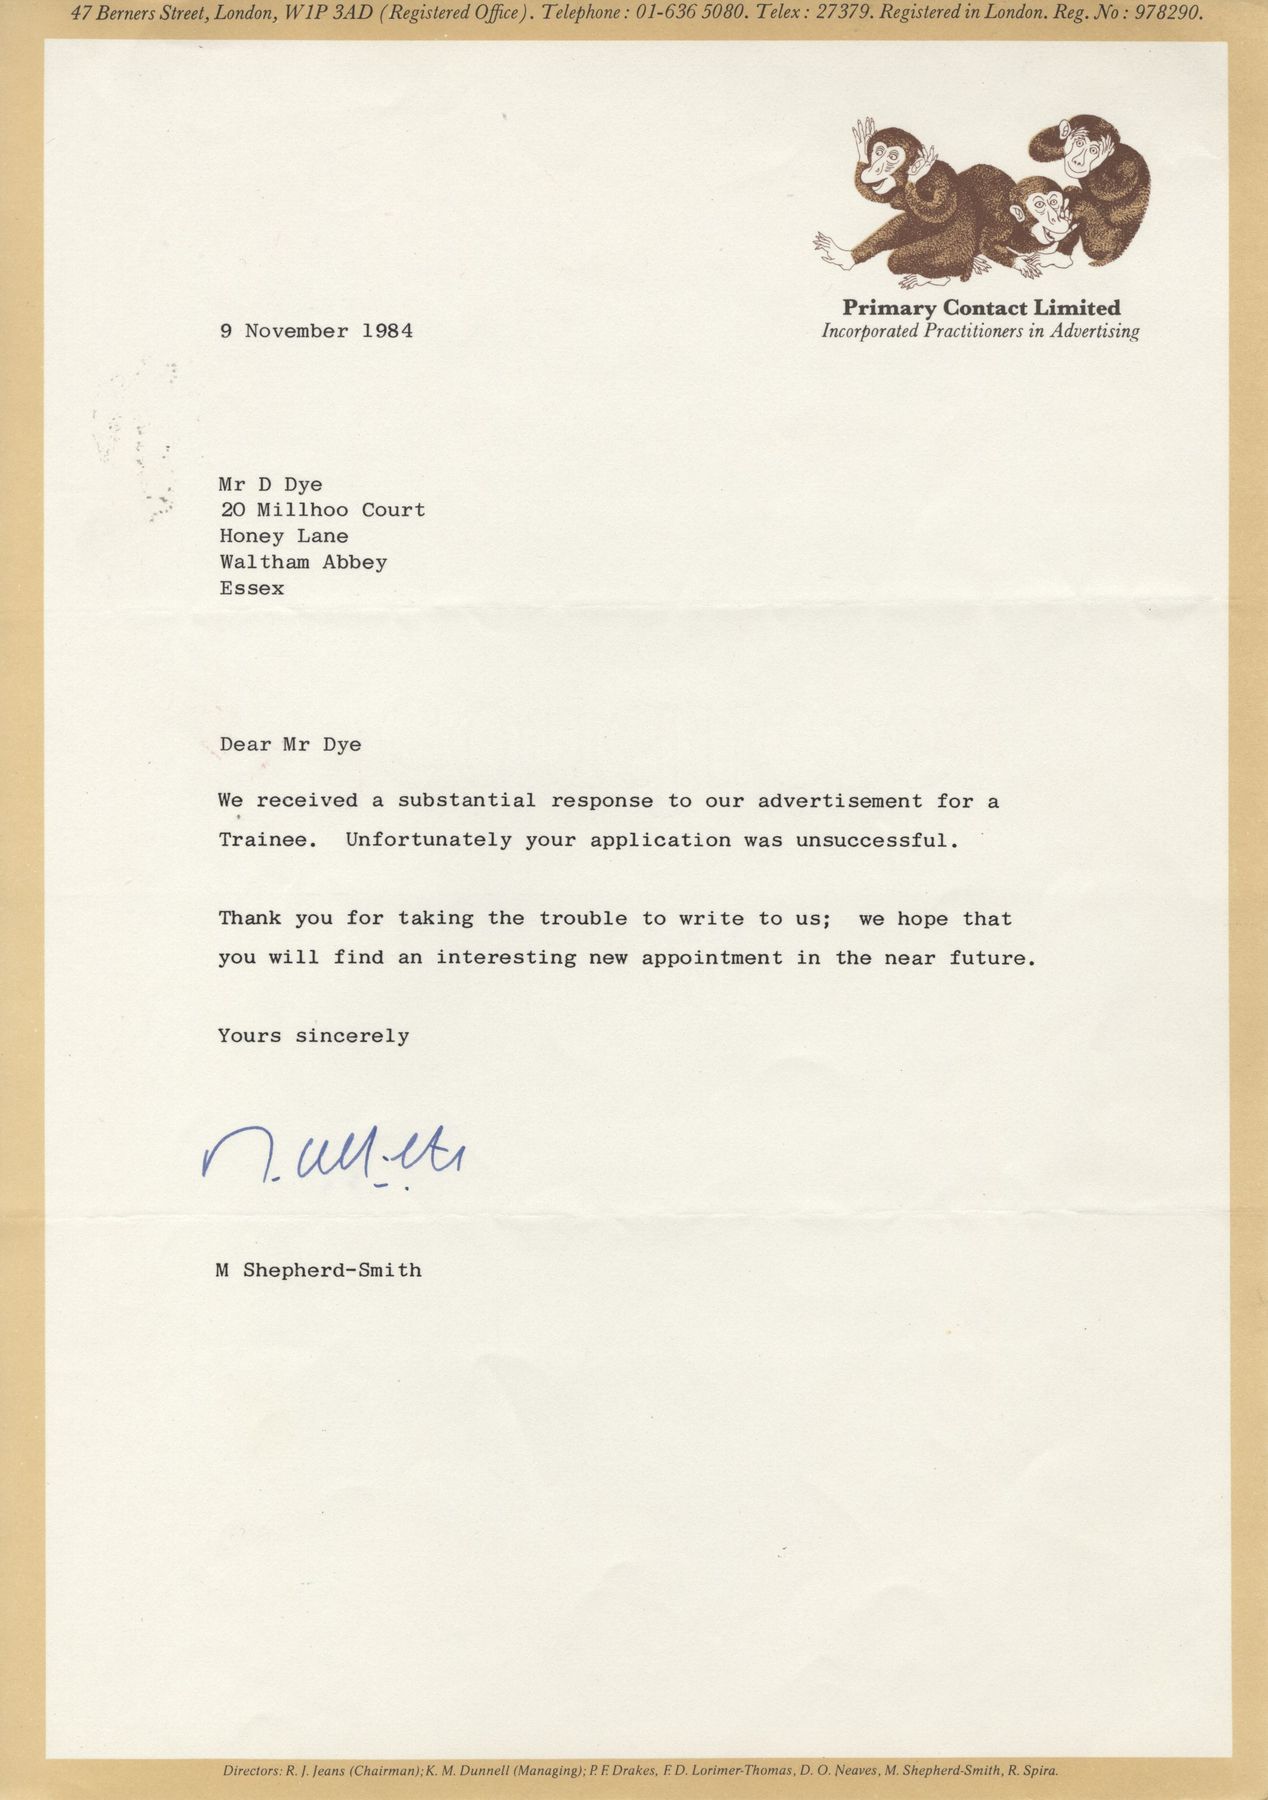 47 Berners Street, London, W1P 3AD (Registered Office). Telephone: 01-636 5080. Telex: 27379. Registered in London. Reg. No: 978290.
Primary Contact Limited
Incorporated Practitioners in Advertising
9 November 1984
Mr D Dye
20 Millhoo Court
Honey Lane
Waltham Abbey
Essex
Dear Mr Dye
We received a substantial response to our advertisement for a
Trainee. Unfortunately your application was unsuccessful.
Thank you for taking the trouble to write to us; we hope that
you will find an interesting new appointment in the near future.
Yours sincerely
M Shepherd-Smith
Directors: R. J. Jeans (Chairman); K. M. Dunnell (Managing); P. F. Drakes, F. D. Lorimer-Thomas, D. O. Neaves, M. Shepherd-Smith, R. Spira.